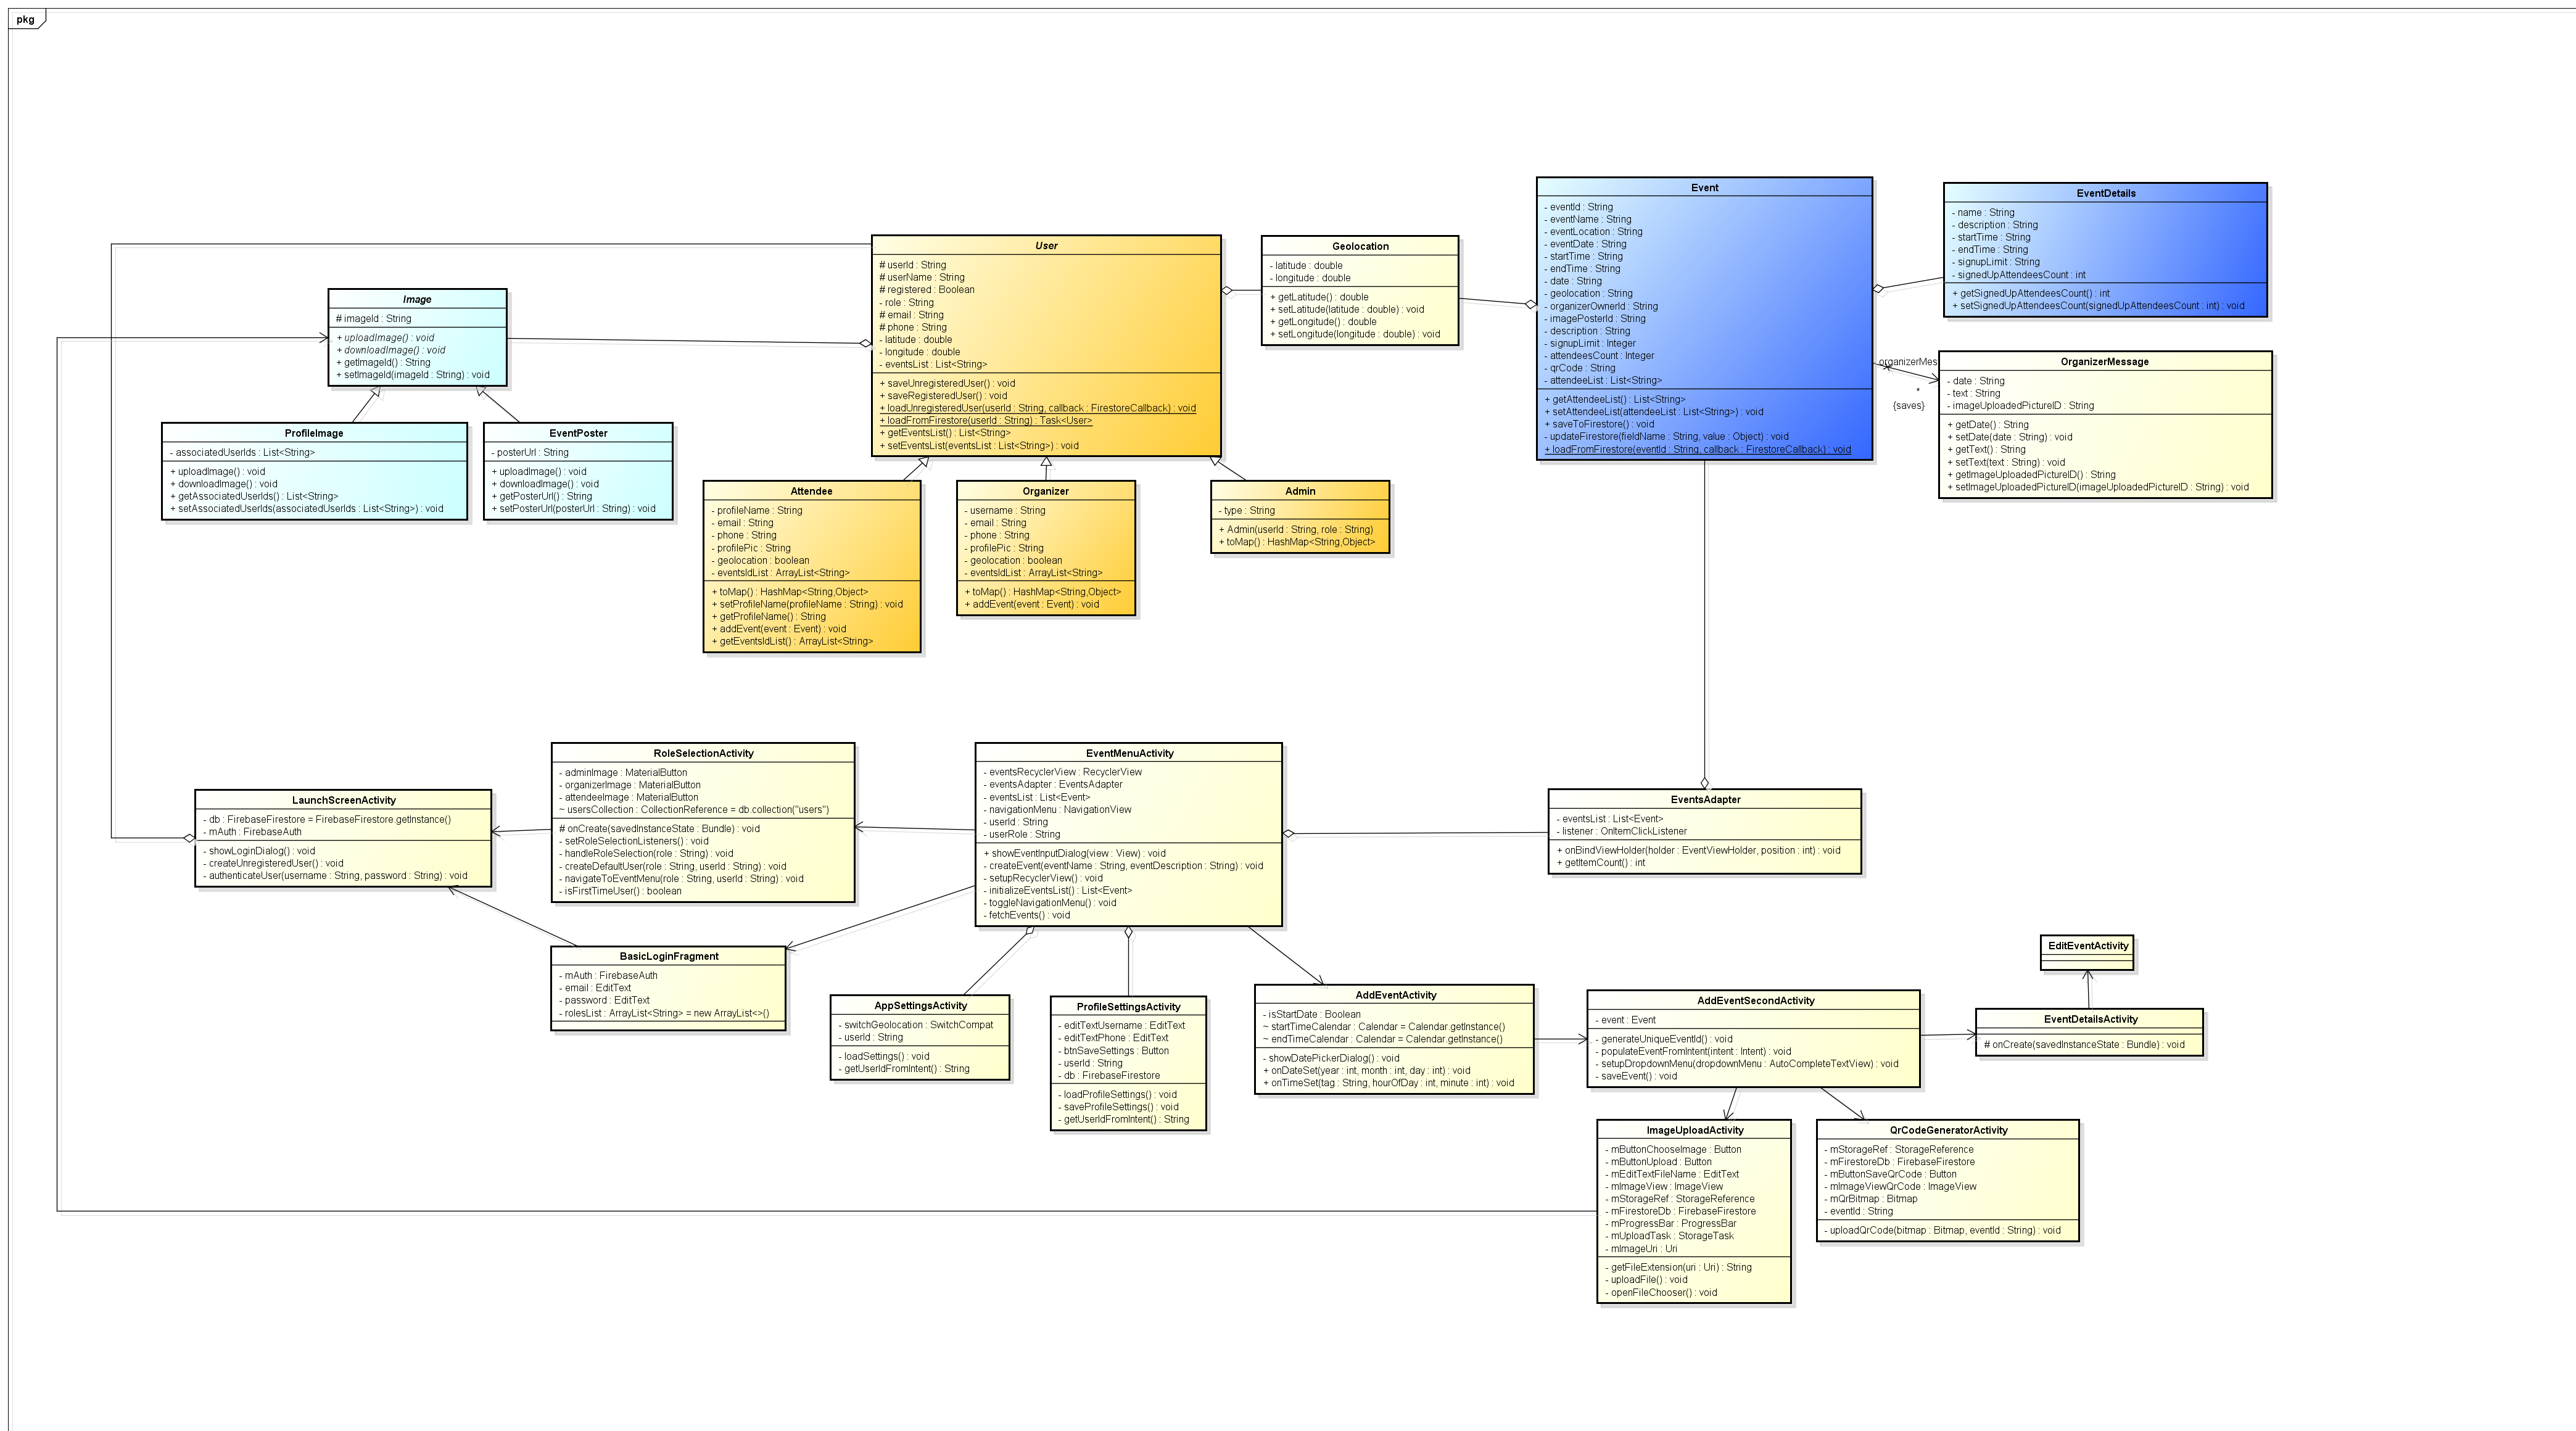 pkg
Image
# imageId : String
+ uploadImage() : void
+ downloadImage() : void
+ getImageId() : String
+ setImageId(imageId : String) : void
ProfileImage
- associatedUserIds : List<String>
+ uploadImage() : void
+ downloadImage() : void
+ getAssociatedUserIds() : List<String>
+ setAssociatedUserIds(associatedUserIds : List<String>) : void
EventPoster
- posterUrl : String
+ uploadImage() : void
+ downloadImage() : void
+ getPosterUrl() : String
+ setPosterUrl(posterUrl : String) : void
User
# userId : String
# userName : String
# registered : Boolean
- role : String
# email : String
# phone : String
- latitude : double
- longitude : double
- eventsList : List<String>
+ saveUnregisteredUser() : void
+ saveRegisteredUser() : void
+ loadUnregisteredUser(userId : String, callback : FirestoreCallback) : void
+ loadFromFirestore(userId : String) : Task<User>
+ getEventsList() : List<String>
+ setEventsList(eventsList : List<String>) : void
Attendee
- profileName : String
- email : String
- phone : String
- profilePic : String
- geolocation : boolean
- eventsIdList : ArrayList<String>
+ toMap() : HashMap<String,Object>
+ setProfileName(profileName : String) : void
+ getProfileName() : String
+ addEvent(event : Event) : void
+ getEventsIdList() : ArrayList<String>
Organizer
- username : String
- email : String
- phone : String
- profilePic : String
- geolocation : boolean
- eventsIdList : ArrayList<String>
+ toMap() : HashMap<String,Object>
+ addEvent(event : Event) : void
Admin
- type : String
+ Admin(userId : String, role : String)
+ toMap() : HashMap<String,Object>
Geolocation
- latitude : double
- longitude : double
+ getLatitude() : double
+ setLatitude(latitude : double) : void
+ getLongitude() : double
+ setLongitude(longitude : double) : void
Event
- eventId : String
- eventName : String
- eventLocation : String
- eventDate : String
- startTime : String
- endTime : String
- date : String
- geolocation : String
- organizerOwnerId : String
- imagePosterId : String
- description : String
- signupLimit : Integer
- attendeesCount : Integer
- qrCode : String
- attendeeList : List<String>
+ getAttendeeList() : List<String>
+ setAttendeeList(attendeeList : List<String>) : void
+ saveToFirestore() : void
- updateFirestore(fieldName : String, value : Object) : void
+ loadFromFirestore(eventId : String, callback : FirestoreCallback) : void
EventDetails
- name : String
- description : String
- startTime : String
- endTime : String
- signupLimit : String
- signedUpAttendeesCount : int
+ getSignedUpAttendeesCount() : int
+ setSignedUpAttendeesCount(signedUpAttendeesCount : int) : void
organizerMes
*
{saves}
OrganizerMessage
- date : String
- text : String
- imageUploadedPictureID : String
+ getDate() : String
+ setDate(date : String) : void
+ getText() : String
+ setText(text : String) : void
+ getImageUploadedPictureID() : String
+ setImageUploadedPictureID(imageUploadedPictureID : String) : void
LaunchScreenActivity
- db : FirebaseFirestore = FirebaseFirestore.getInstance()
- mAuth : FirebaseAuth
- showLoginDialog() : void
- createUnregisteredUser() : void
- authenticateUser(username : String, password : String) : void
RoleSelectionActivity
- adminImage : MaterialButton
- organizerImage : MaterialButton
- attendeeImage : MaterialButton
~ usersCollection : CollectionReference = db.collection("users")
# onCreate(savedInstanceState : Bundle) : void
- setRoleSelectionListeners() : void
- handleRoleSelection(role : String) : void
- createDefaultUser(role : String, userId : String) : void
- navigateToEventMenu(role : String, userId : String) : void
- isFirstTimeUser() : boolean
EventMenuActivity
- eventsRecyclerView : RecyclerView
- eventsAdapter : EventsAdapter
- eventsList : List<Event>
- navigationMenu : NavigationView
- userId : String
- userRole : String
+ showEventInputDialog(view : View) : void
- createEvent(eventName : String, eventDescription : String) : void
- setupRecyclerView() : void
- initializeEventsList() : List<Event>
- toggleNavigationMenu() : void
- fetchEvents() : void
EventsAdapter
- eventsList : List<Event>
- listener : OnItemClickListener
+ onBindViewHolder(holder : EventViewHolder, position : int) : void
+ getItemCount() : int
BasicLoginFragment
- mAuth : FirebaseAuth
- email : EditText
- password : EditText
- rolesList : ArrayList<String> = new ArrayList<>()
AppSettingsActivity
- switchGeolocation : SwitchCompat
- userId : String
- loadSettings() : void
- getUserIdFromIntent() : String
ProfileSettingsActivity
- editTextUsername : EditText
- editTextPhone : EditText
- btnSaveSettings : Button
- userId : String
- db : FirebaseFirestore
- loadProfileSettings() : void
- saveProfileSettings() : void
- getUserIdFromIntent() : String
AddEventActivity
- isStartDate : Boolean
~ startTimeCalendar : Calendar = Calendar.getInstance()
~ endTimeCalendar : Calendar = Calendar.getInstance()
- showDatePickerDialog() : void
+ onDateSet(year : int, month : int, day : int) : void
+ onTimeSet(tag : String, hourOfDay : int, minute : int) : void
AddEventSecondActivity
- event : Event
- generateUniqueEventId() : void
- populateEventFromIntent(intent : Intent) : void
- setupDropdownMenu(dropdownMenu : AutoCompleteTextView) : void
- saveEvent() : void
EditEventActivity
EventDetailsActivity
# onCreate(savedInstanceState : Bundle) : void
ImageUploadActivity
- mButtonChooseImage : Button
- mButtonUpload : Button
- mEditTextFileName : EditText
- mImageView : ImageView
- mStorageRef : StorageReference
- mFirestoreDb : FirebaseFirestore
- mProgressBar : ProgressBar
- mUploadTask : StorageTask
- mImageUri : Uri
- getFileExtension(uri : Uri) : String
- uploadFile() : void
- openFileChooser() : void
QrCodeGeneratorActivity
- mStorageRef : StorageReference
- mFirestoreDb : FirebaseFirestore
- mButtonSaveQrCode : Button
- mImageViewQrCode : ImageView
- mQrBitmap : Bitmap
- eventId : String
- uploadQrCode(bitmap : Bitmap, eventId : String) : void